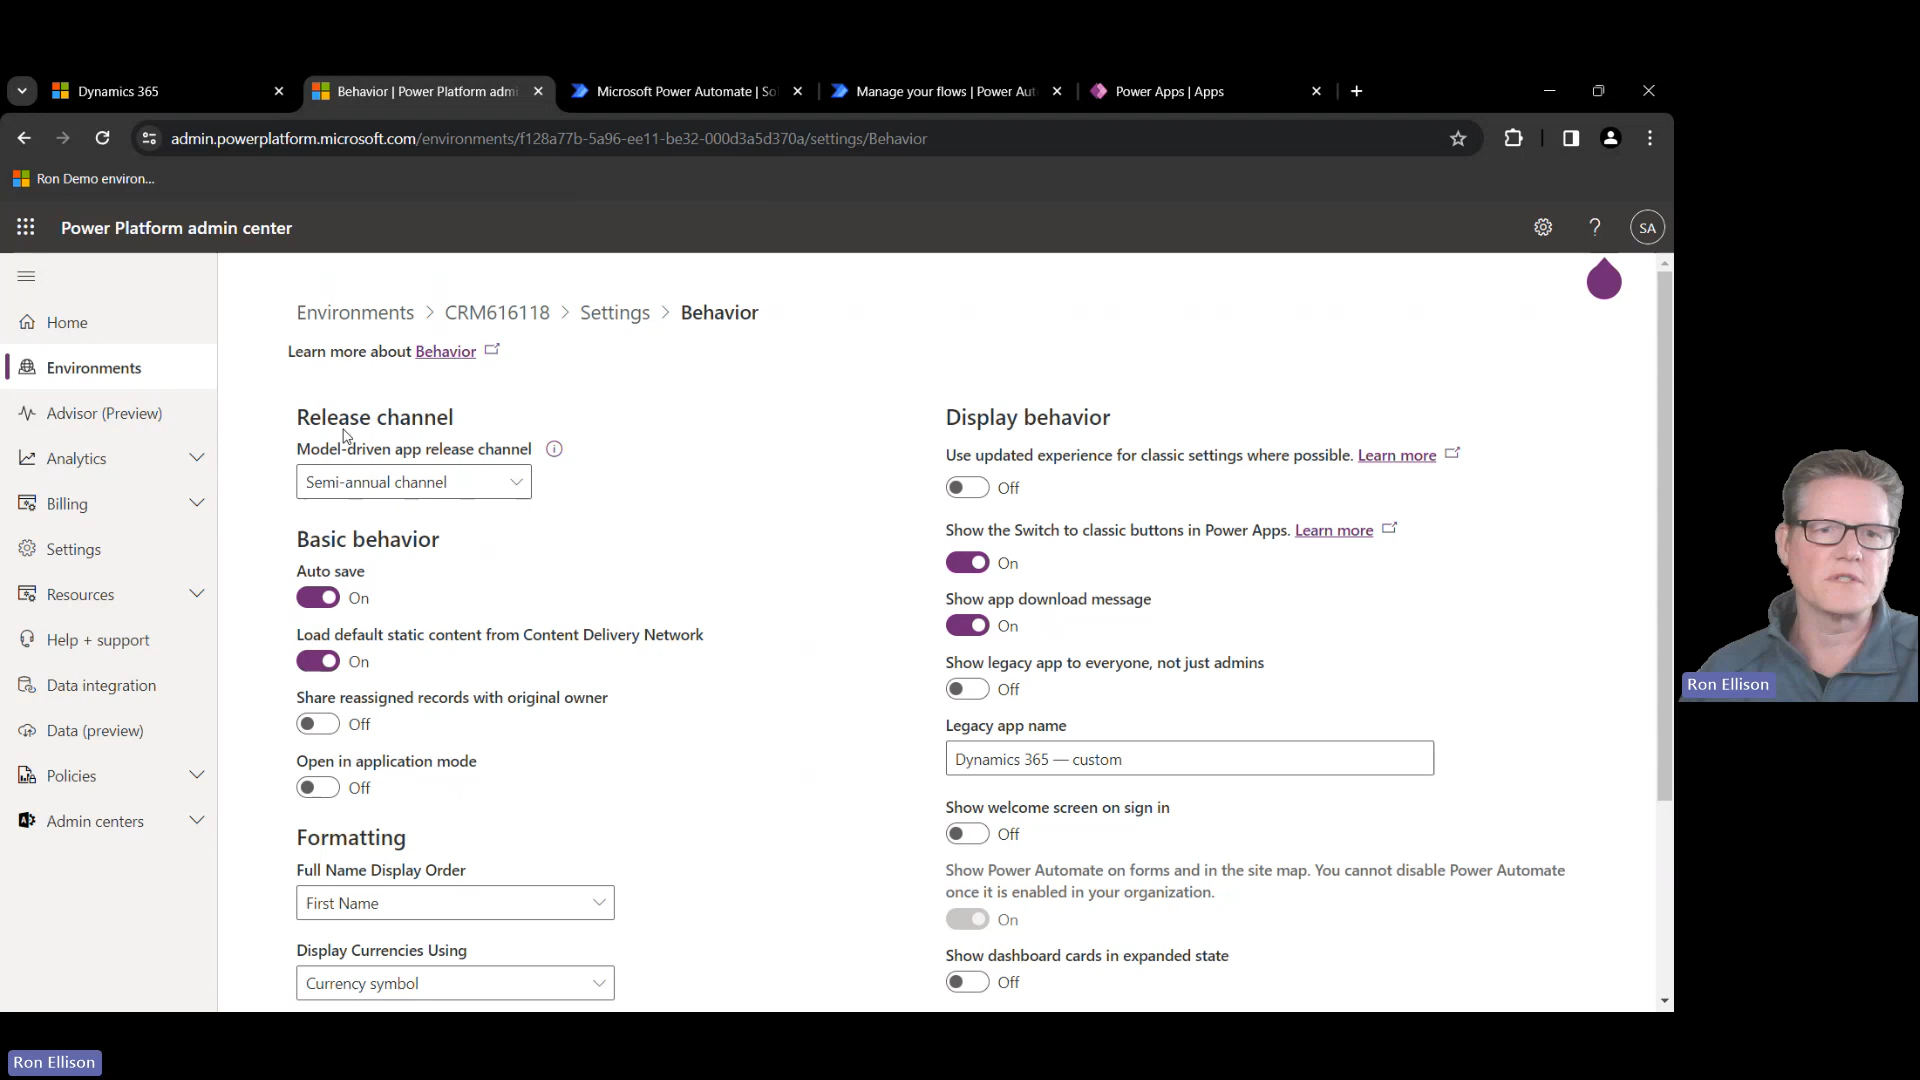 Dynamics 365
Behavior | Power Platform admi
Microsoft Power Automate | Sol
Manage your flows | Power Aut
Power Apps | Apps
admin.powerplatform.microsoft.com/environments/f128a77b-5a96-ee11-be32-000d3a5d370a/settings/Behavior
Ron Demo environ...
Power Platform admin center
?
SA
Home
Environments
Advisor (Preview)
Analytics
Billing
Settings
Resources
Help + support
Data integration
Data (preview)
Policies
Admin centers
Environments > CRM616118 > Settings > Behavior
Learn more about Behavior
Release channel
Model-driven app release channel
Semi-annual channel
Basic behavior
Auto save
On
Load default static content from Content Delivery Network
On
Share reassigned records with original owner
Off
Open in application mode
Off
Formatting
Full Name Display Order
First Name
Display Currencies Using
Currency symbol
Display behavior
Use updated experience for classic settings where possible. Learn more
Off
Show the Switch to classic buttons in Power Apps. Learn more
On
Show app download message
On
Show legacy app to everyone, not just admins
Off
Legacy app name
Dynamics 365 — custom
Show welcome screen on sign in
Off
Show Power Automate on forms and in the site map. You cannot disable Power Automate
once it is enabled in your organization.
On
Show dashboard cards in expanded state
Off
Ron Ellison
Ron Ellison